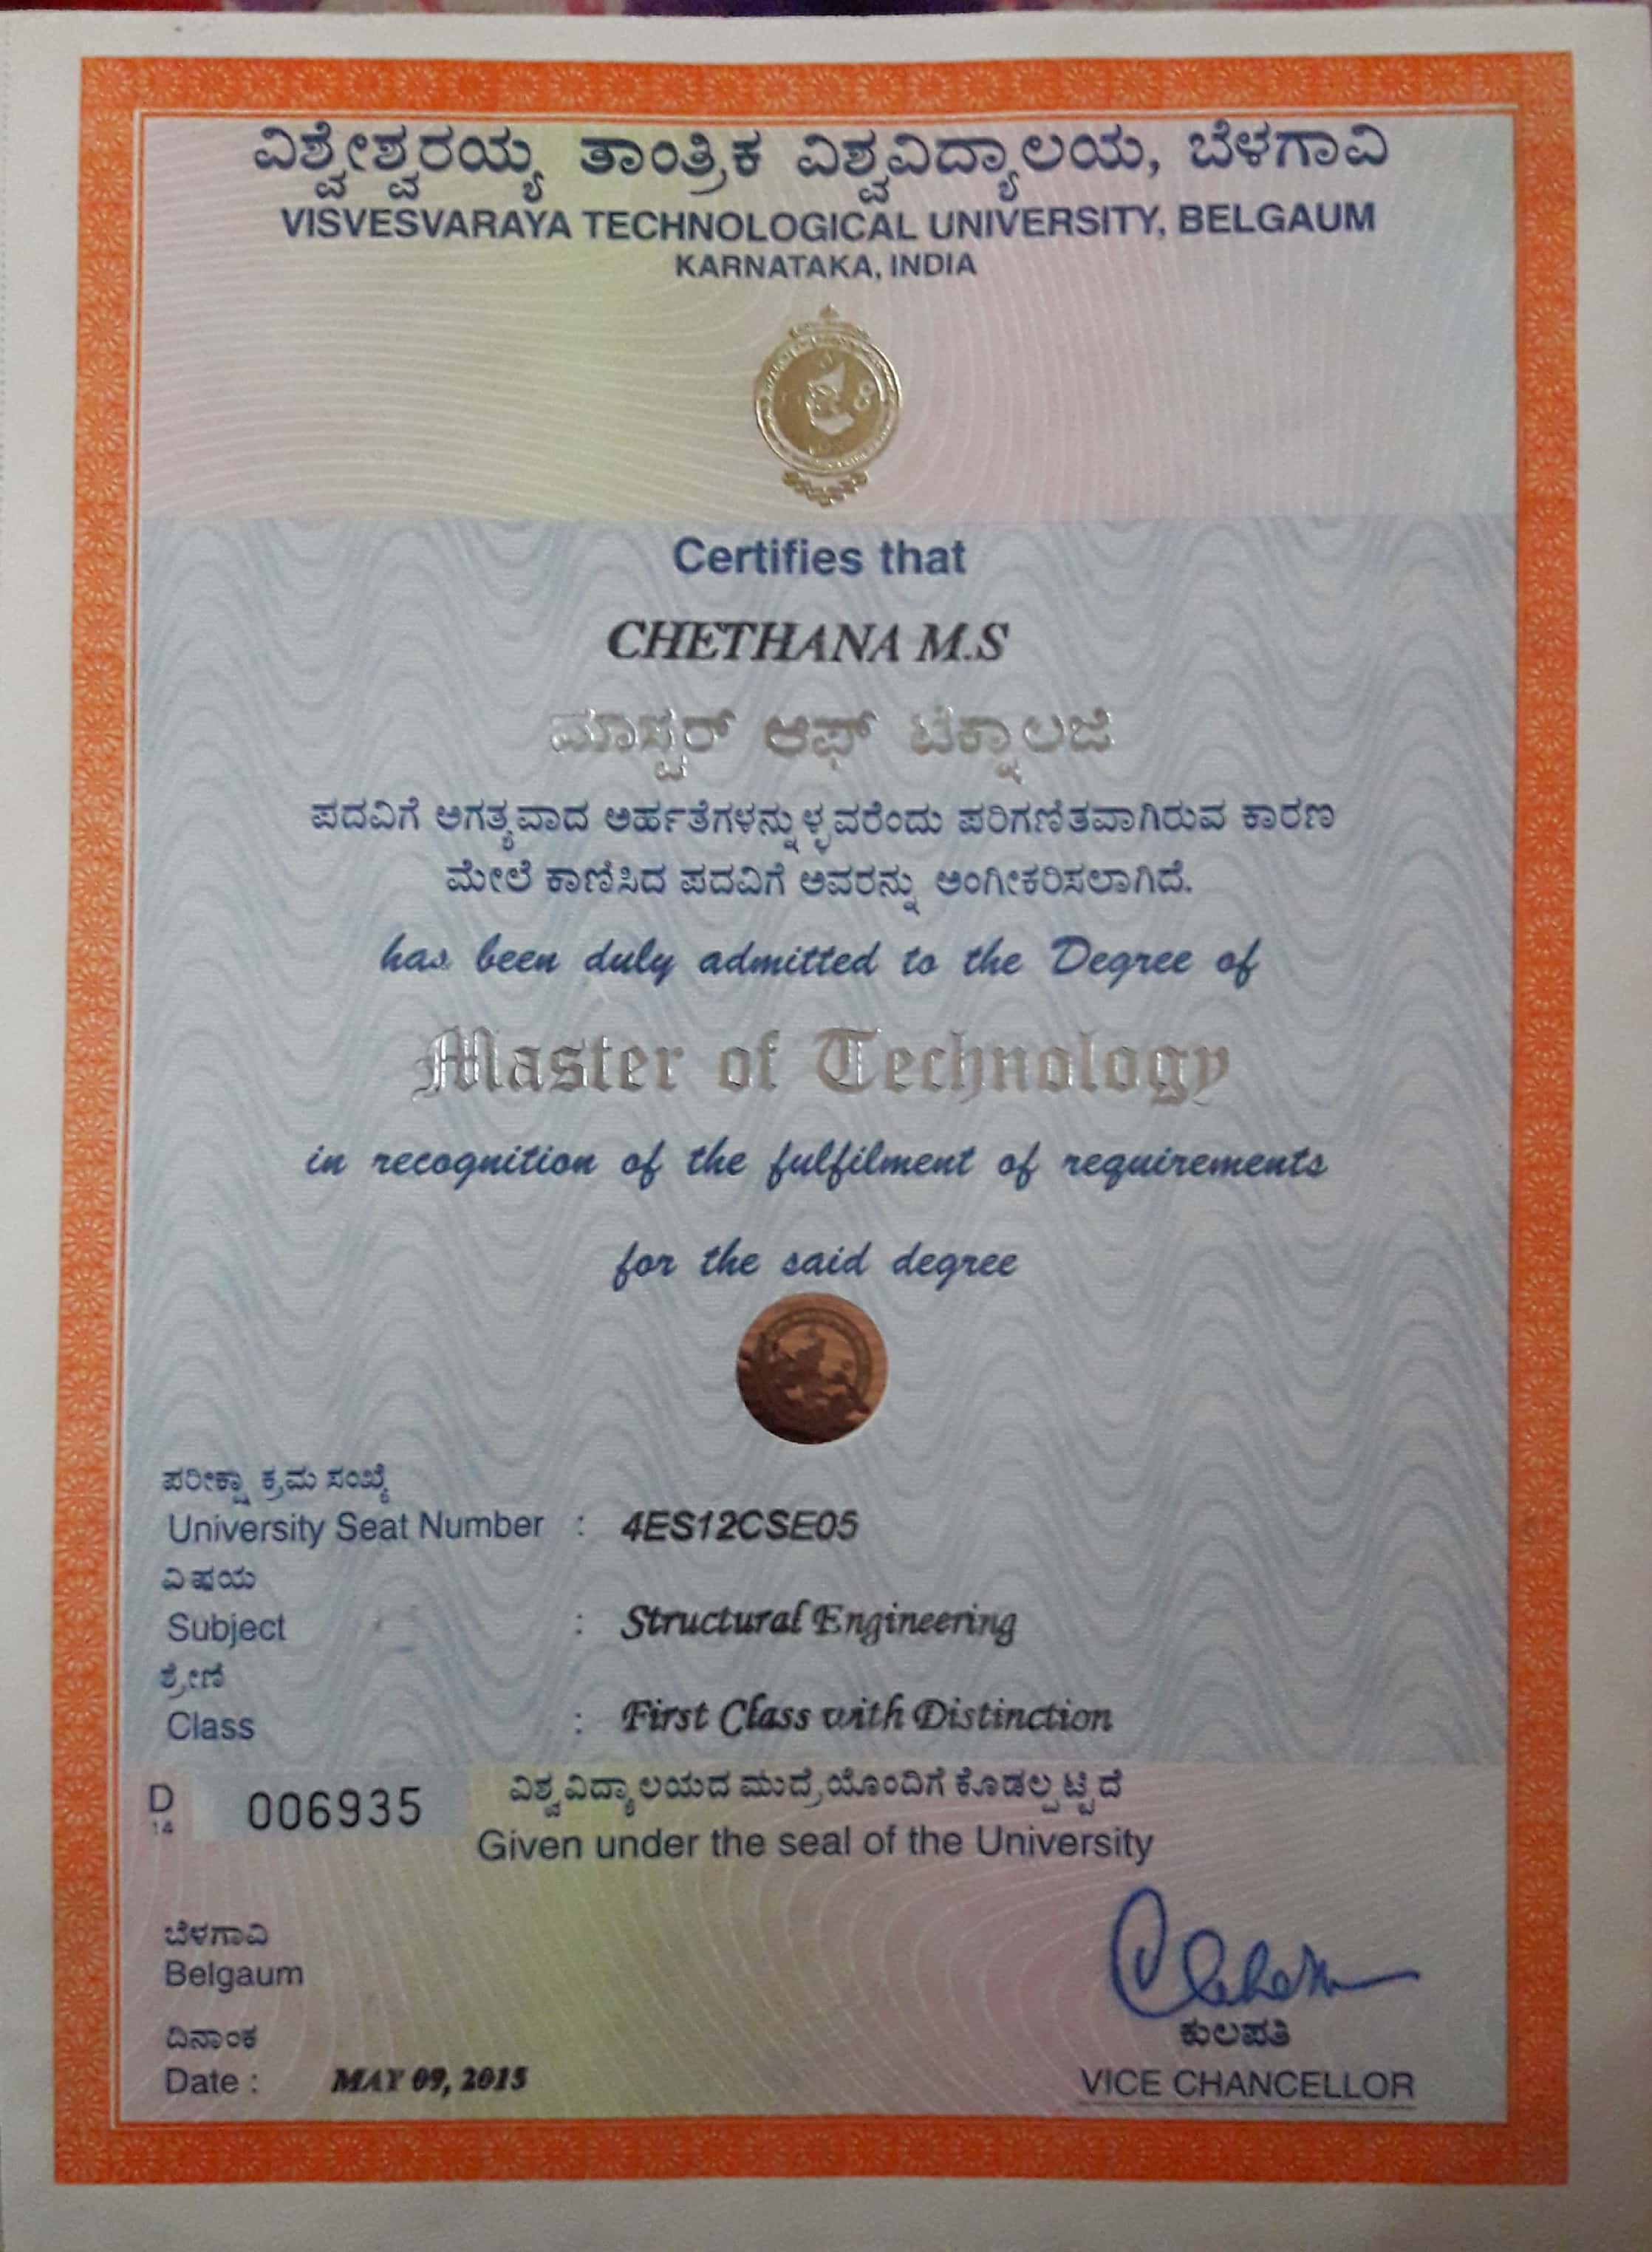 ವಿಶ್ವೇಶ್ವರಯ್ಯ ತಾಂತ್ರಿಕ ವಿಶ್ವವಿದ್ಯಾಲಯ, ಬೆಳಗಾವಿ
VISVESVARAYA TECHNOLOGICAL UNIVERSITY, BELGAUM
KARNATAKA, INDIA
Certifies that
CHETHANA M.S
ಮಾಸ್ಟರ್ ಆಫ್ ಟೆಕ್ನಾಲಜಿ
ಪದವಿಗೆ ಅಗತ್ಯವಾದ ಅರ್ಹತೆಗಳನ್ನುಳ್ಳವರೆಂದು ಪರಿಗಣಿತವಾಗಿರುವ ಕಾರಣ
ಮೇಲೆ ಕಾಣಿಸಿದ ಪದವಿಗೆ ಅವರನ್ನು ಅಂಗೀಕರಿಸಲಾಗಿದೆ.
has been duly admitted to the Degree of
Master of Technology
in recognition of the fulfilment of requirements
for the said degree
ಪರೀಕ್ಷಾ ಕ್ರಮ ಸಂಖ್ಯೆ
University Seat Number : 4ES12CSE05
ವಿಷಯ
Subject : Structural Engineering
ಶ್ರೇಣಿ
Class : First Class with Distinction
D 14 006935
ವಿಶ್ವವಿದ್ಯಾಲಯದ ಮುದ್ರೆಯೊಂದಿಗೆ ಕೊಡಲ್ಪಟ್ಟಿದೆ
Given under the seal of the University
ಬೆಳಗಾವಿ
Belgaum
ದಿನಾಂಕ
Date : MAY 09, 2015
ಕುಲಪತಿ
VICE CHANCELLOR